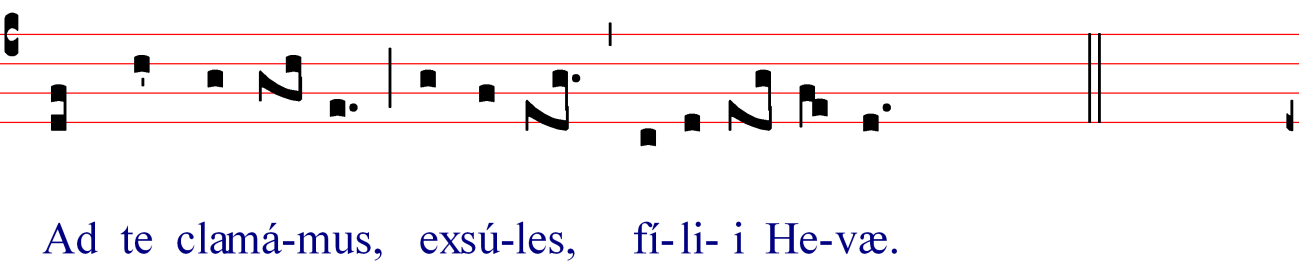 Ad te clamá-mus, exsú-les, fí-li-i He-væ.